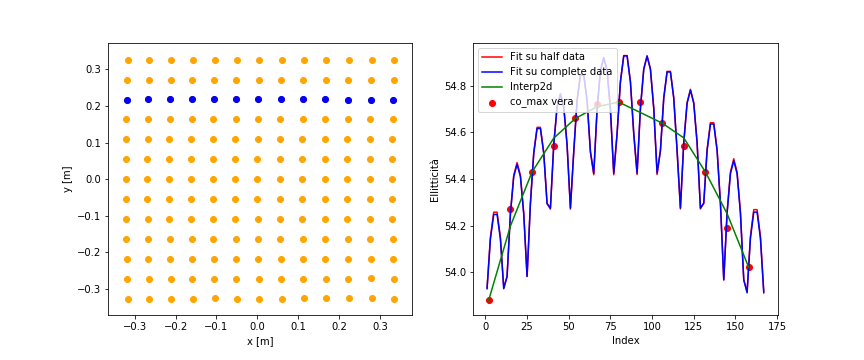 0.3
0.2
0.1
0.0
−0.1
−0.2
−0.3
y [m]
−0.3 −0.2 −0.1 0.0 0.1 0.2 0.3
x [m]
Fit su half data
Fit su complete data
Interp2d
co_max vera
54.8
54.6
54.4
54.2
54.0
Ellitticità
0 25 50 75 100 125 150 175
Index